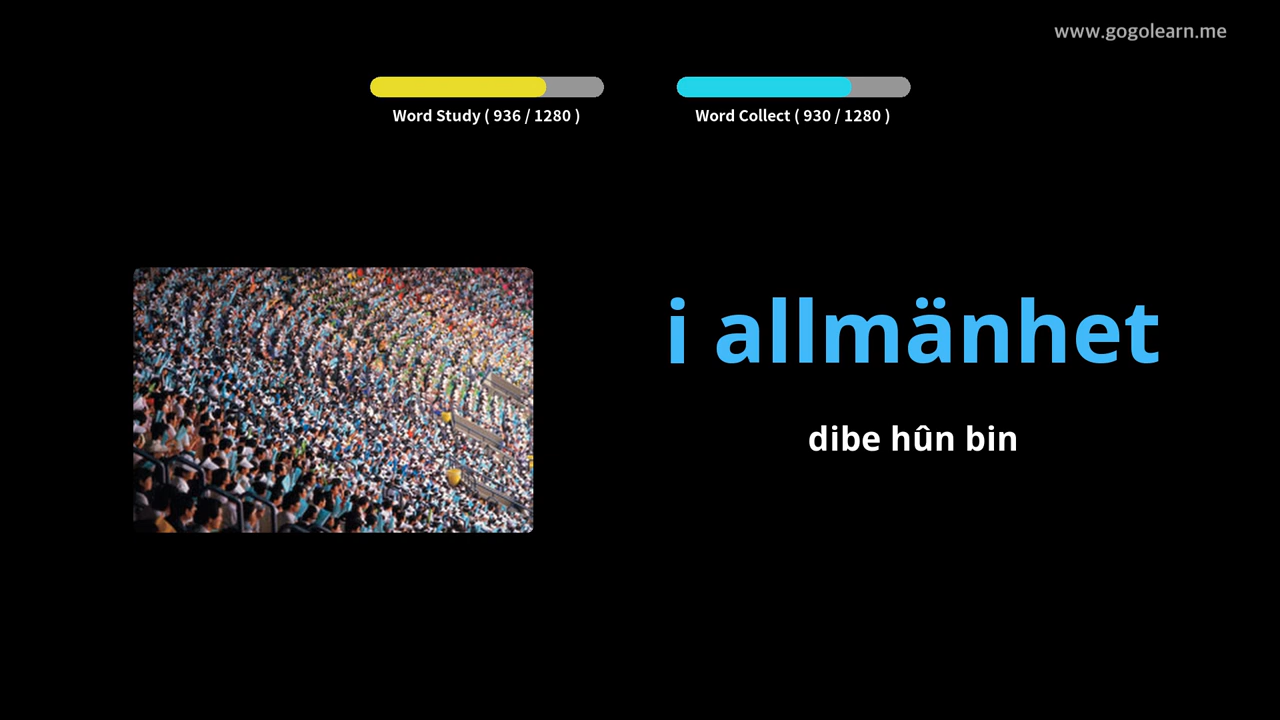 www.gogolearn.me
Word Study ( 936 / 1280 )
Word Collect ( 930 / 1280 )
i allmänhet
dibe hûn bin